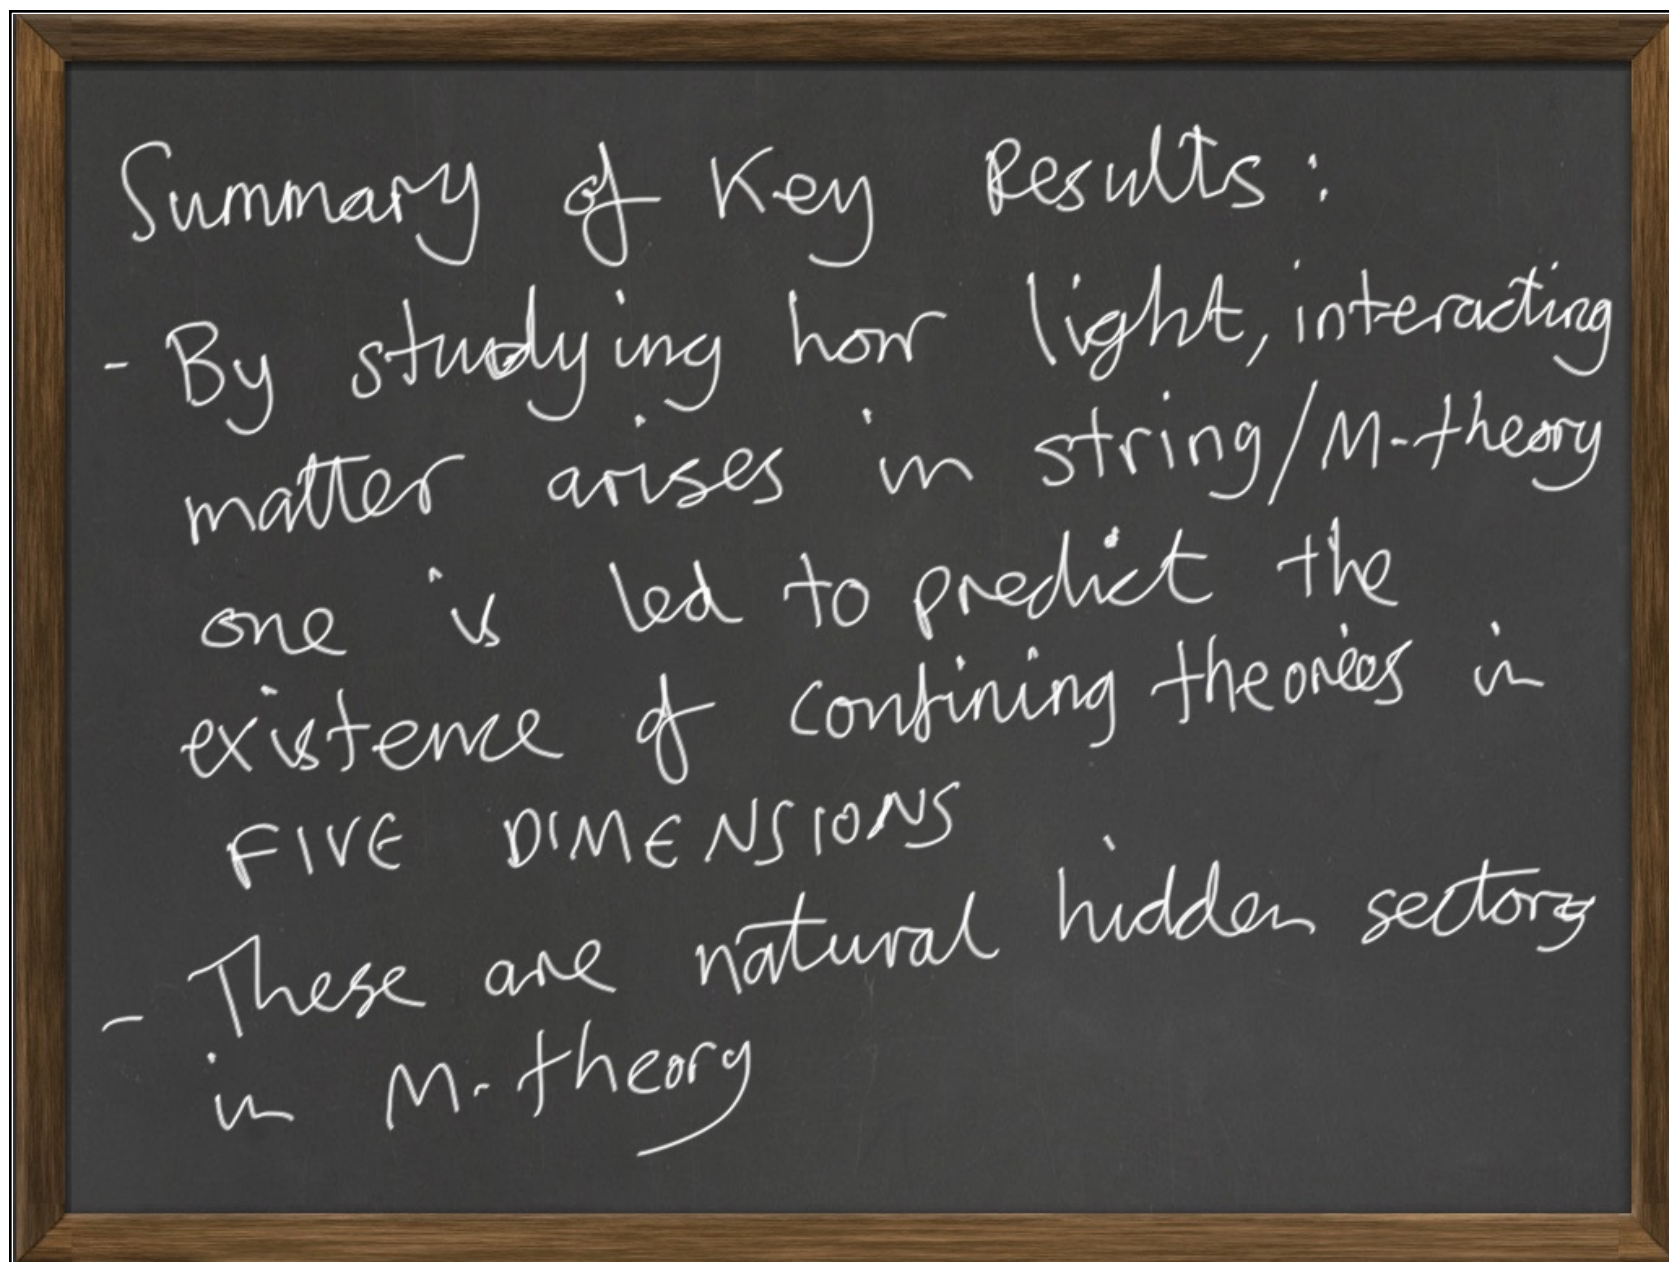 Summary of Key Results:
- By studying how light, interacting
matter arises in string/M-theory
one is led to predict the
existence of confining theories in
FIVE DIMENSIONS
- These are natural hidden sectors
in M-theory